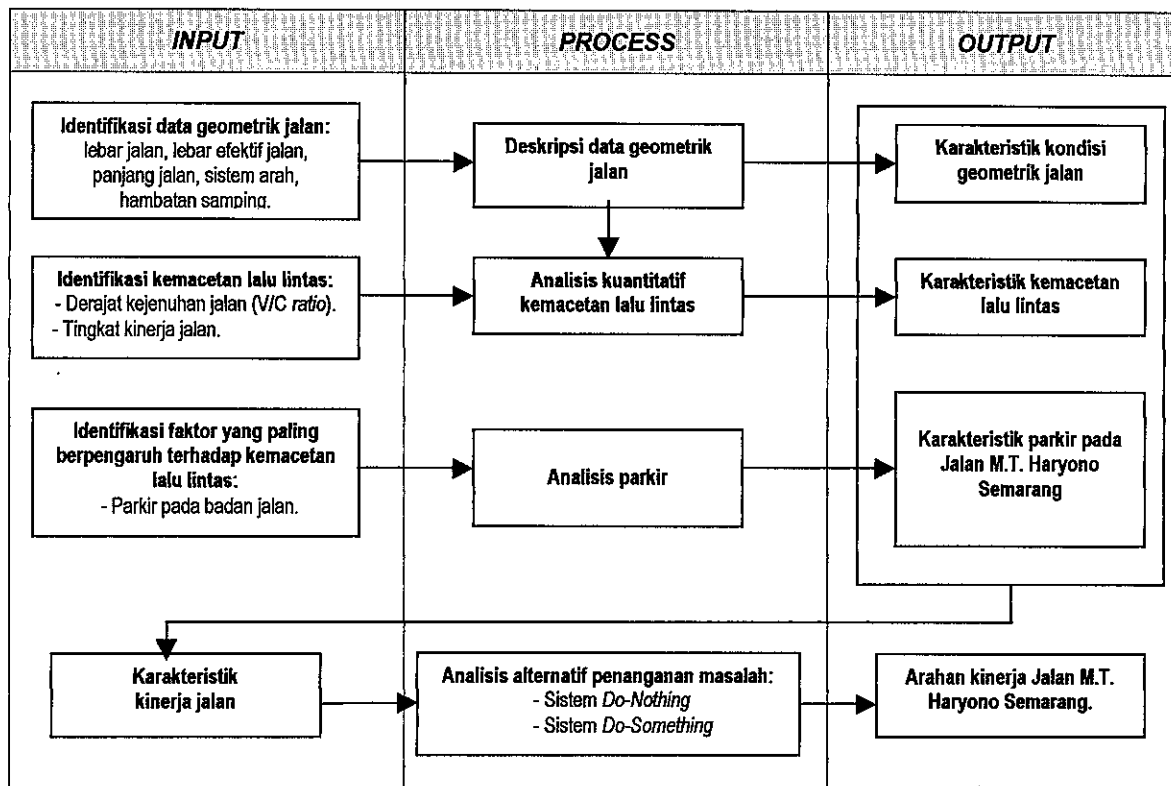 INPUT
PROCESS
OUTPUT
Identifikasi data geometrik jalan:
lebar jalan, lebar efektif jalan,
panjang jalan, sistem arah,
hambatan samping.
Deskripsi data geometrik
jalan
Karakteristik kondisi
geometrik jalan
Identifikasi kemacetan lalu lintas:
- Derajat kejenuhan jalan (V/C ratio).
- Tingkat kinerja jalan.
Analisis kuantitatif
kemacetan lalu lintas
Karakteristik kemacetan
lalu lintas
Identifikasi faktor yang paling
berpengaruh terhadap kemacetan
lalu lintas:
- Parkir pada badan jalan.
Analisis parkir
Karakteristik parkir pada
Jalan M.T. Haryono
Semarang
Karakteristik
kinerja jalan
Analisis alternatif penanganan masalah:
- Sistem Do-Nothing
- Sistem Do-Something
Arahan kinerja Jalan M.T.
Haryono Semarang.